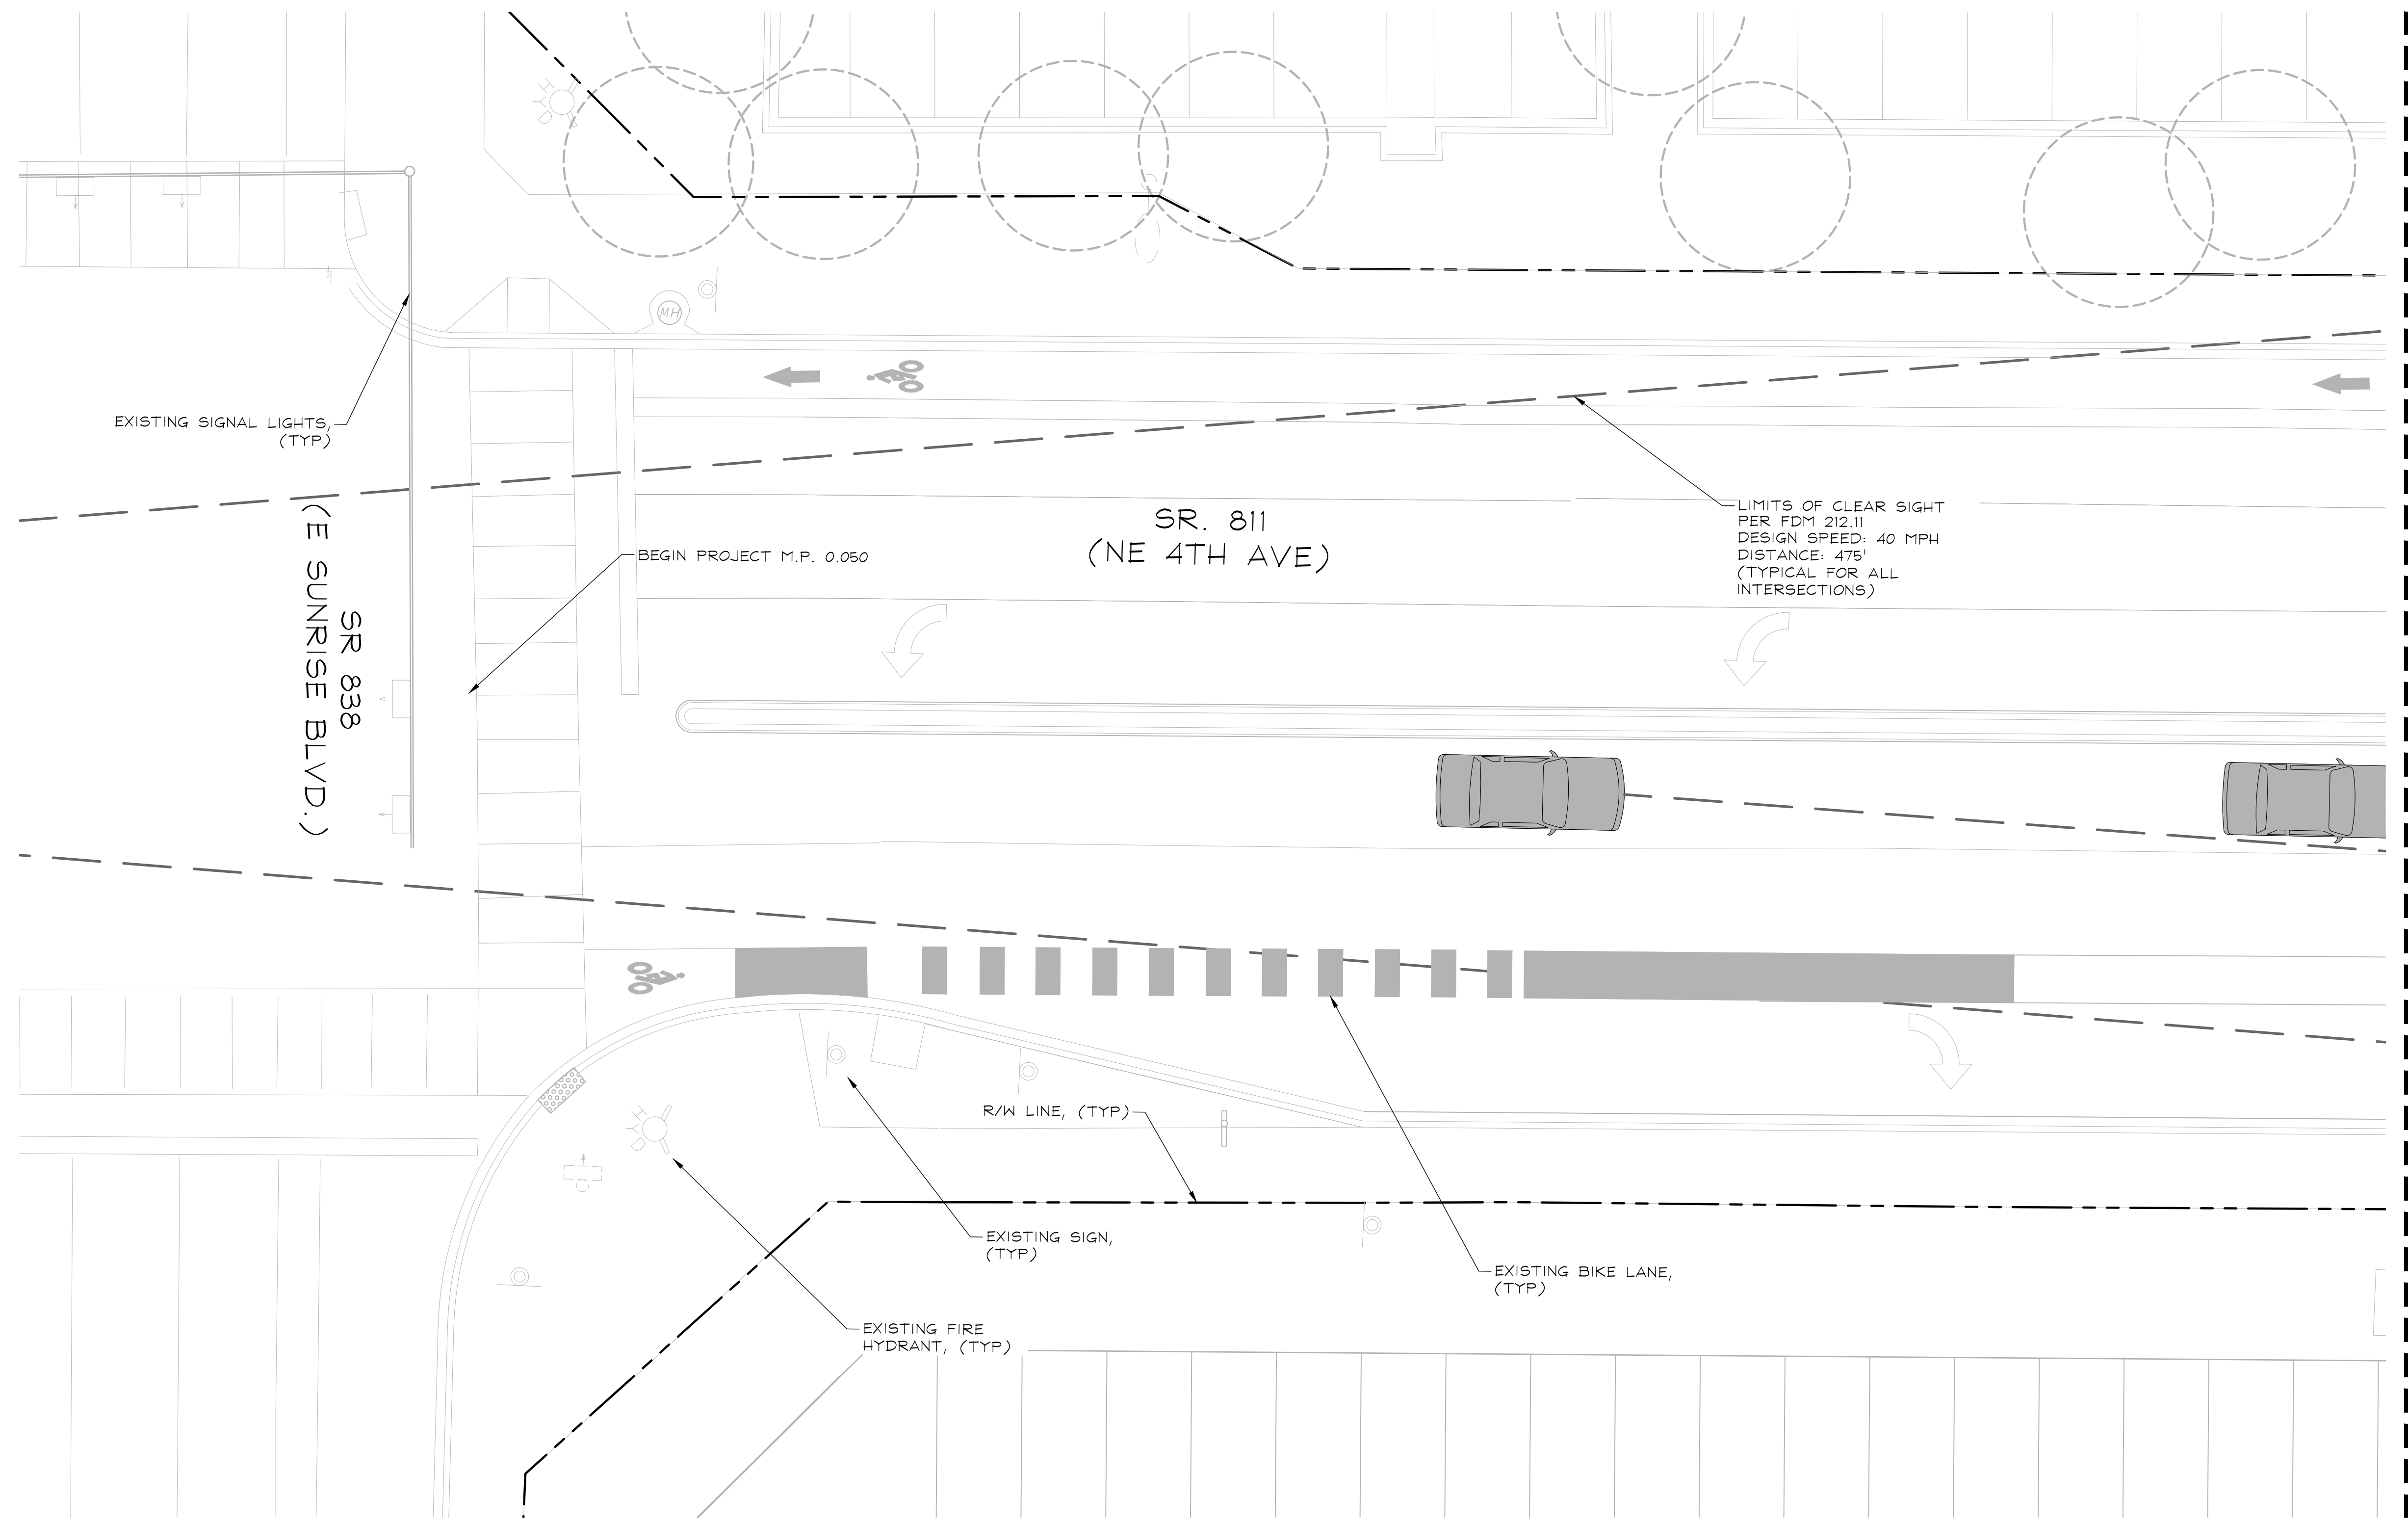 HYD
MH
EXISTING SIGNAL LIGHTS,
(TYP)
SR. 811
(NE 4TH AVE)
LIMITS OF CLEAR SIGHT
PER FDM 212.11
DESIGN SPEED: 40 MPH
DISTANCE: 475'
(TYPICAL FOR ALL
INTERSECTIONS)
BEGIN PROJECT M.P. 0.050
SR 838
(E SUNRISE BLVD.)
R/W LINE, (TYP)
HYD
EXISTING SIGN,
(TYP)
EXISTING BIKE LANE,
(TYP)
EXISTING FIRE
HYDRANT, (TYP)